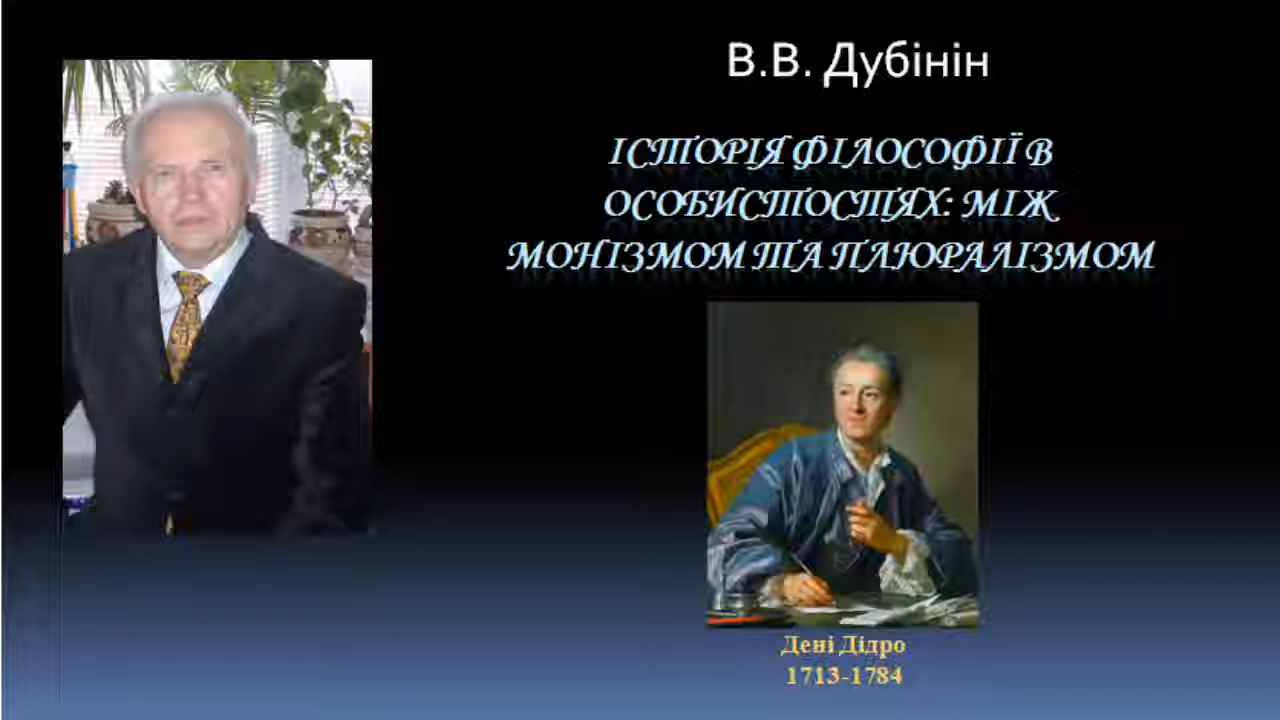 В.В. Дубінін
ІСТОРІЯ ФІЛОСОФІЇ В
ОСОБИСТОСТЯХ: МІЖ
МОНІЗМОМ ТА ПЛЮРАЛІЗМОМ
Дені Дідро
1713-1784